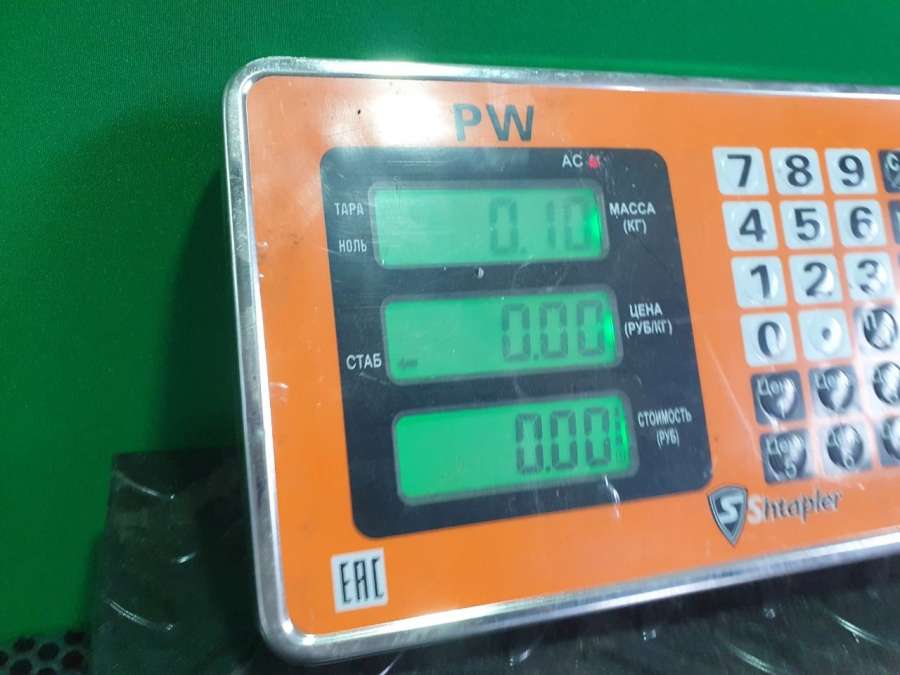 PW
AC
ТАРА
НОЛЬ
0.10
МАССА
(КГ)
7 8 9
4 5 6
1 2 3
0 .
0.00
ЦЕНА
(РУБ/КГ)
СТАБ
←
0.00
СТОИМОСТЬ
(РУБ)
S
Shtapler
EAC